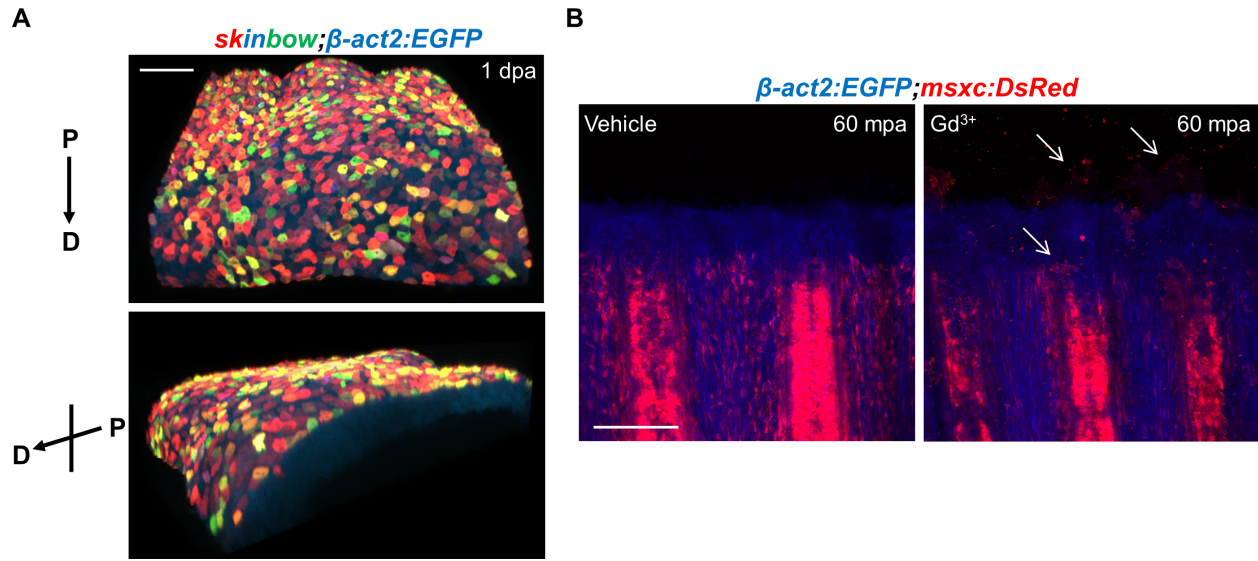 A
skinbow;β-act2:EGFP
1 dpa
P
D
D
P
B
β-act2:EGFP;msxc:DsRed
Vehicle
60 mpa
Gd³⁺
60 mpa